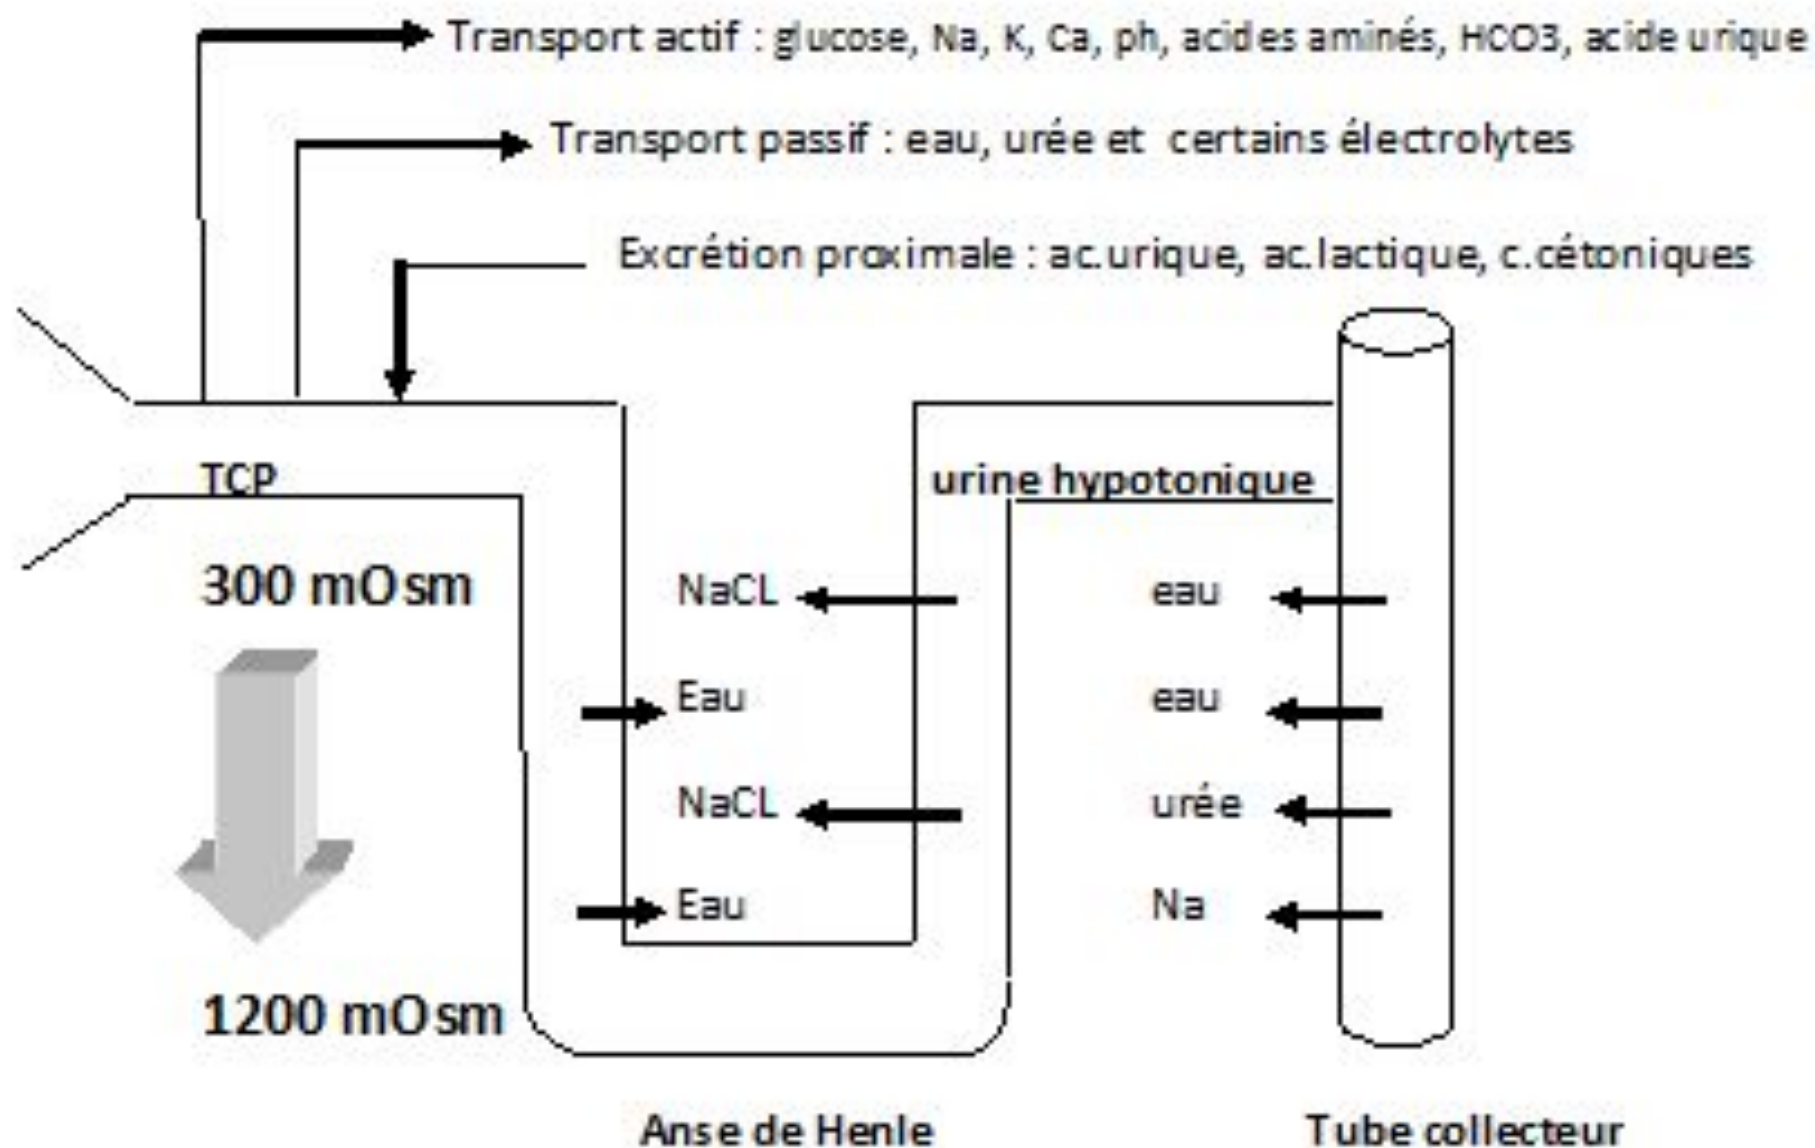 Transport actif : glucose, Na, K, Ca, ph, acides aminés, HCO3, acide urique
Transport passif : eau, urée et certains électrolytes
Excrétion proximale : ac.urique, ac.lactique, c.cétoniques
TCP
urine hypotonique
300 mOsm
NaCL
eau
Eau
eau
NaCL
urée
Eau
Na
1200 mOsm
Anse de Henle
Tube collecteur